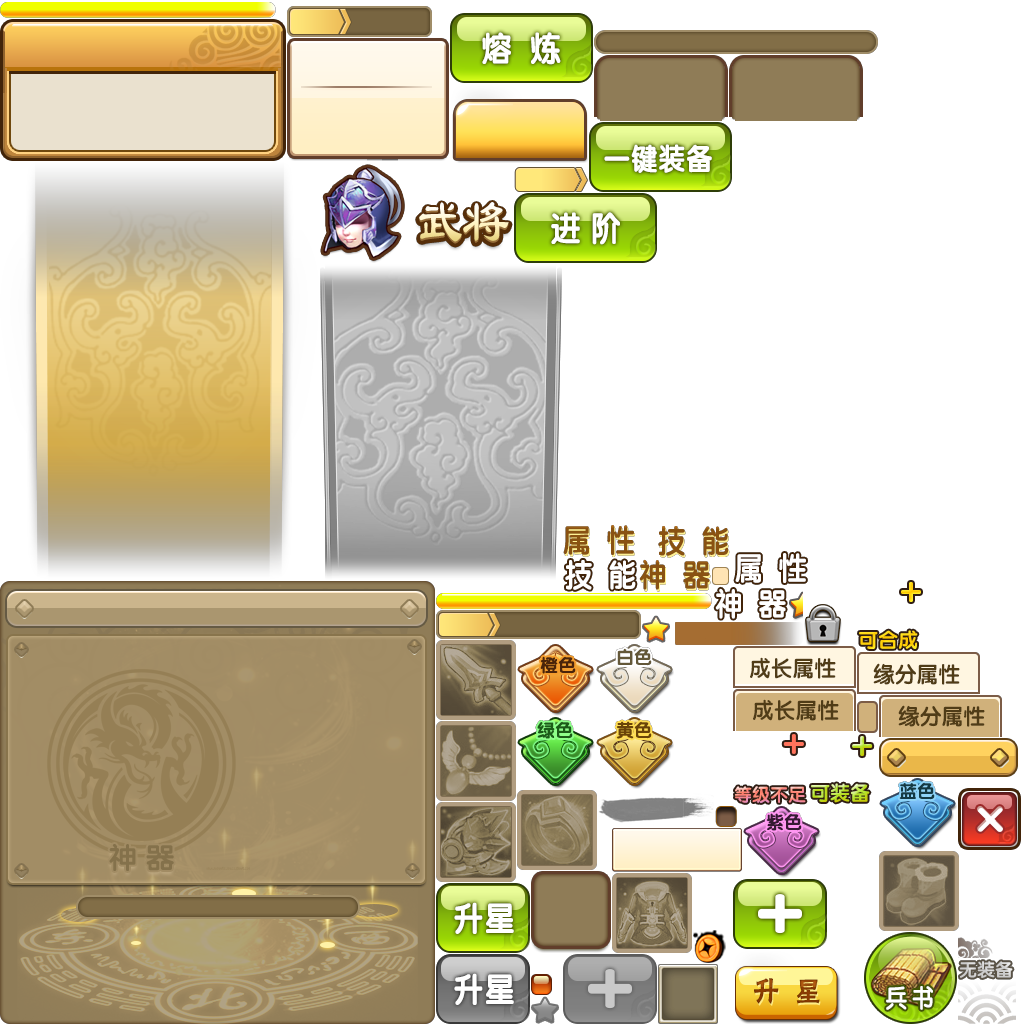 熔 炼
一键装备
武将
进 阶
属 性 技 能
技 能 神 器 属 性
神 器
可合成
橙色
白色
成长属性
缘分属性
成长属性
缘分属性
绿色
黄色
等级不足 可装备
蓝色
紫色
神 器
升星
升星
升 星
兵书
无装备